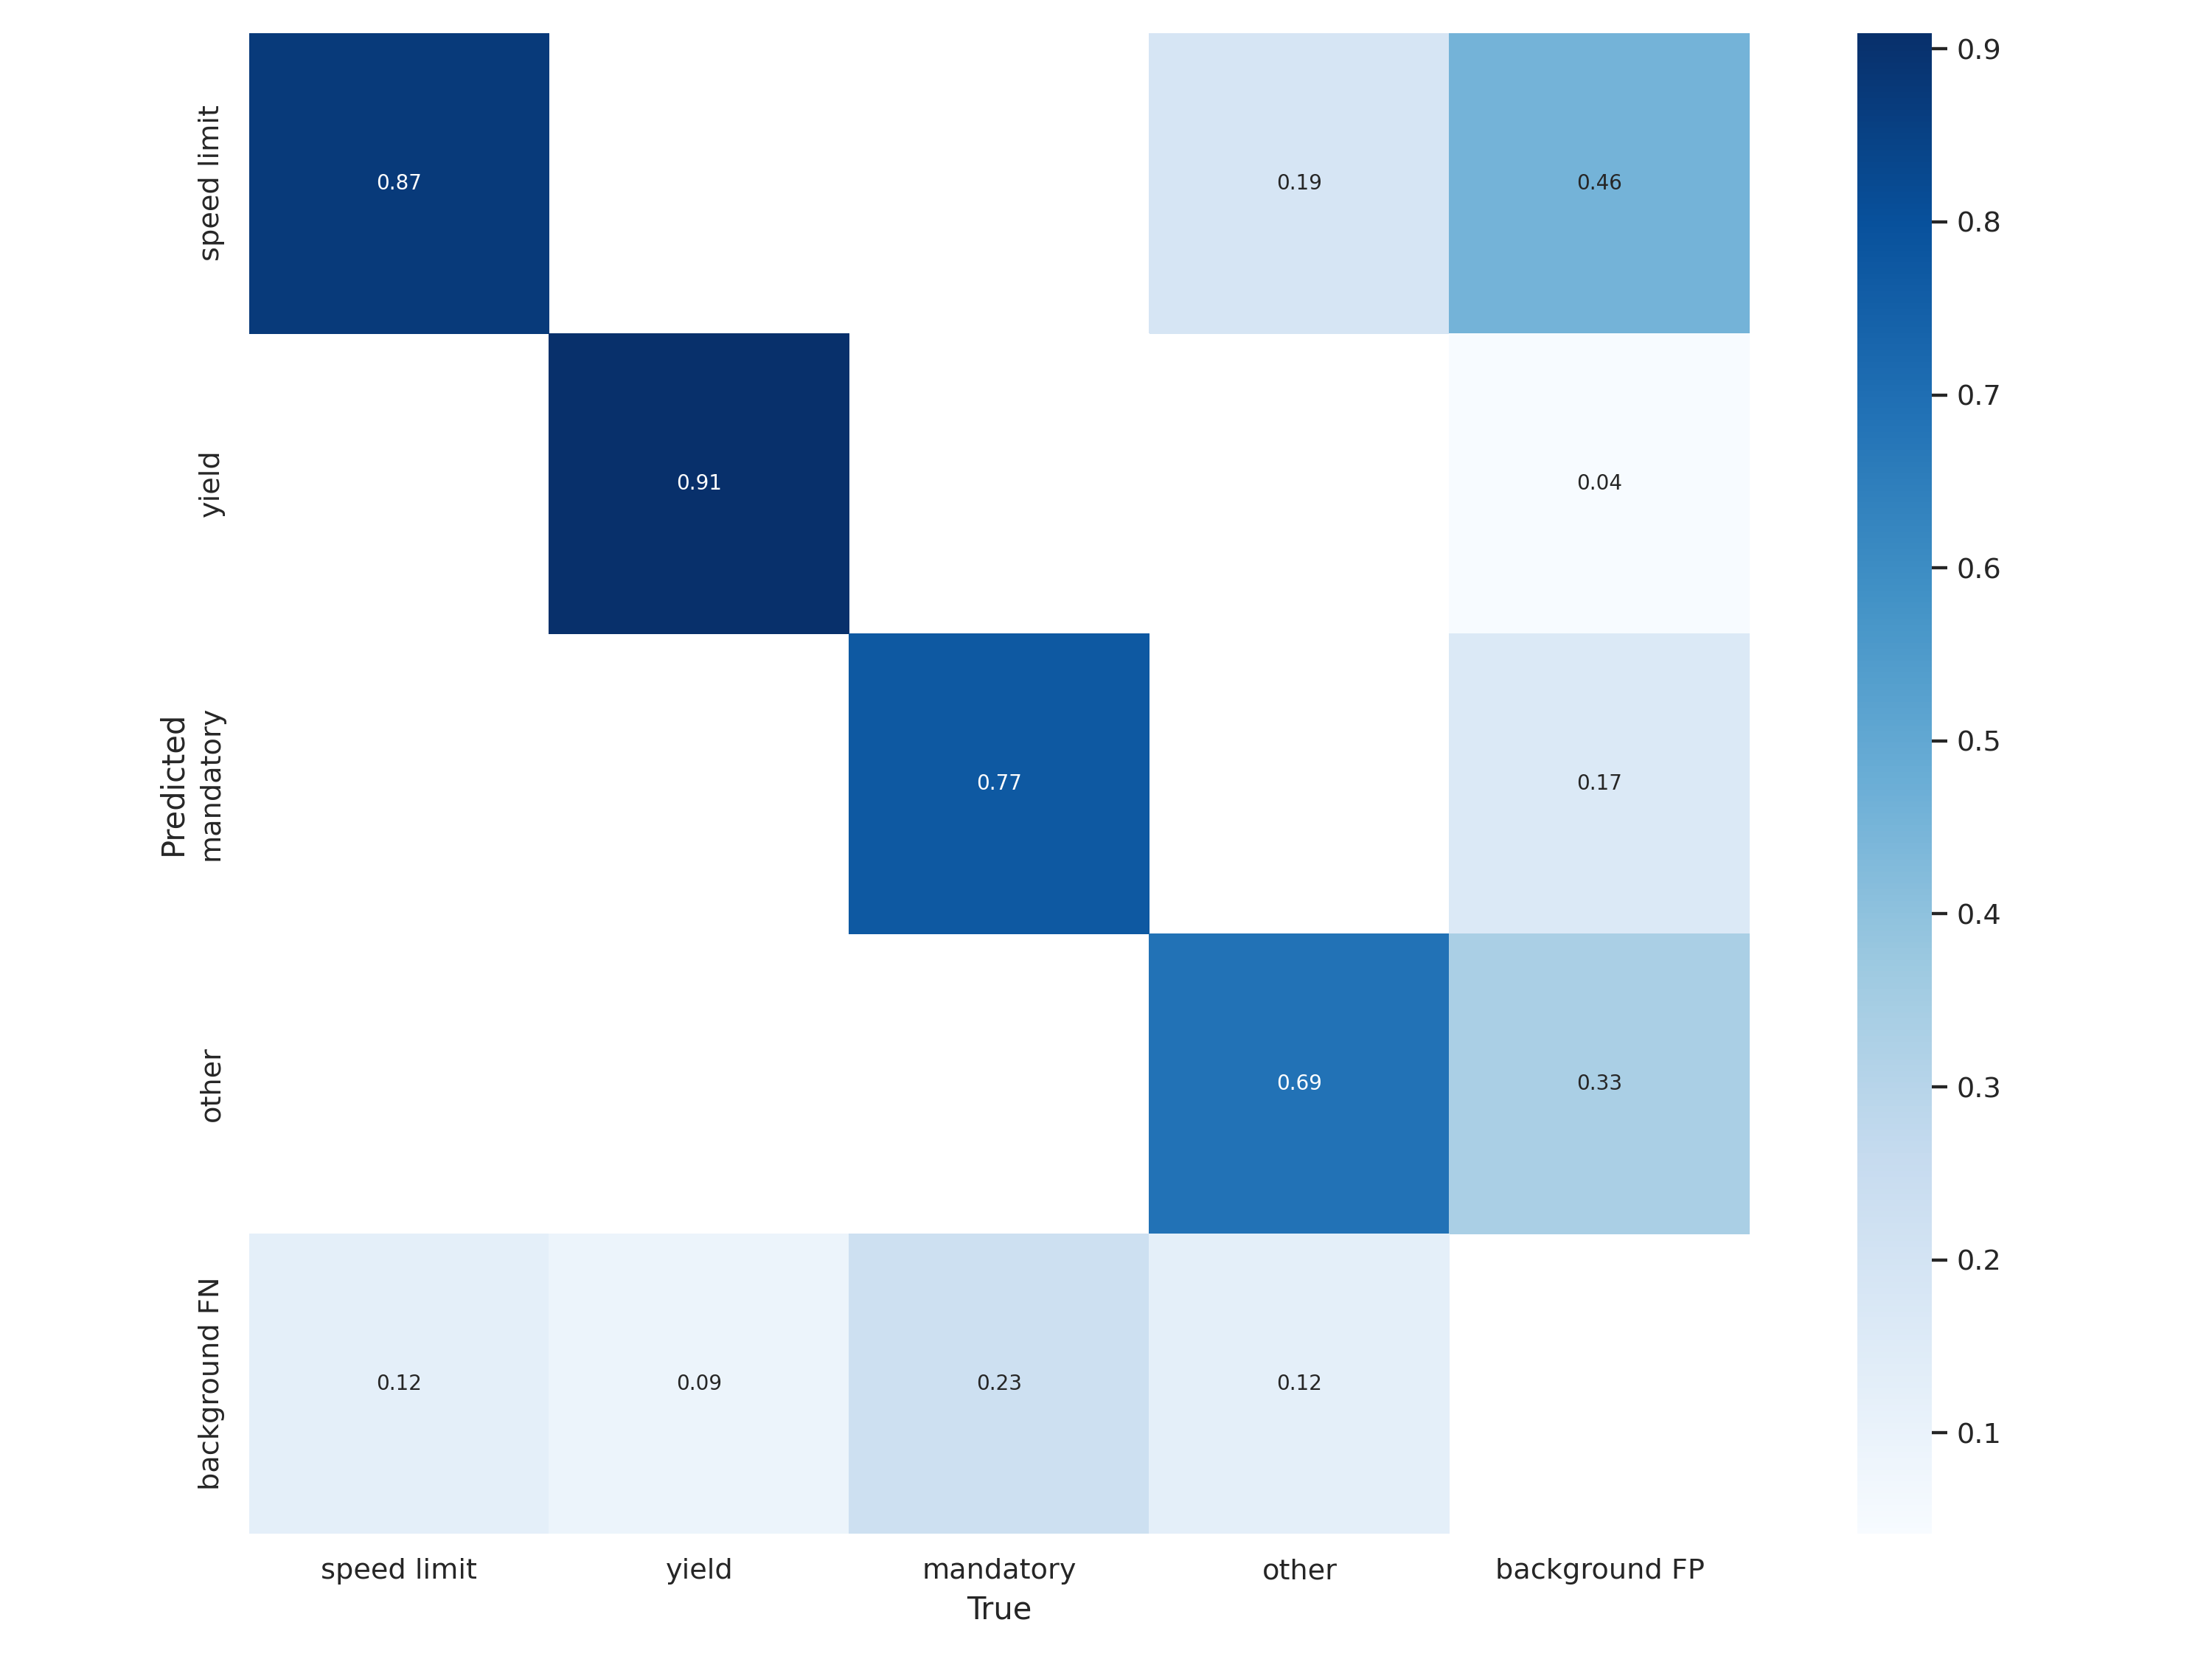 speed limit
0.87
0.19
0.46
yield
0.91
0.04
Predicted
mandatory
0.77
0.17
other
0.69
0.33
background FN
0.12
0.09
0.23
0.12
speed limit
yield
mandatory
other
background FP
True
0.9
0.8
0.7
0.6
0.5
0.4
0.3
0.2
0.1